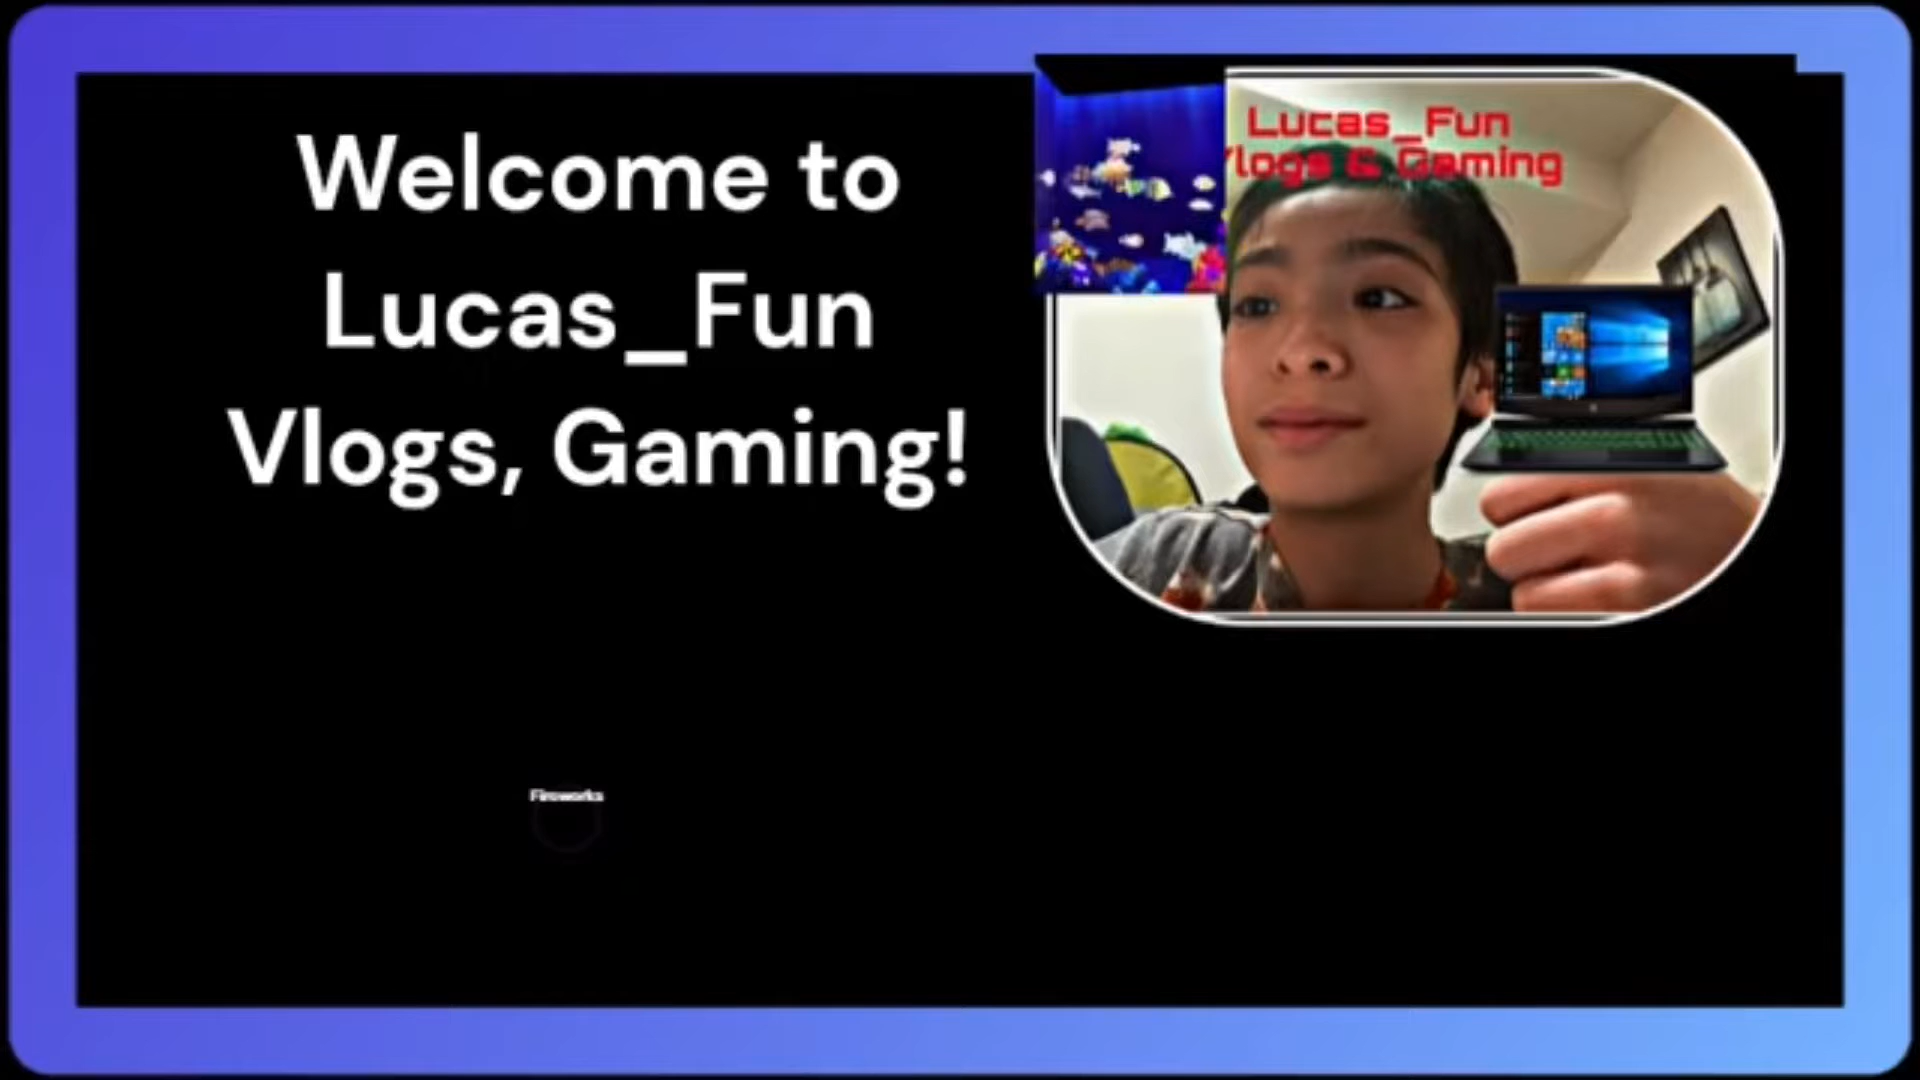 Welcome to
Lucas_Fun
Vlogs, Gaming!
Lucas_Fun
Vlogs & Gaming
Fireworks